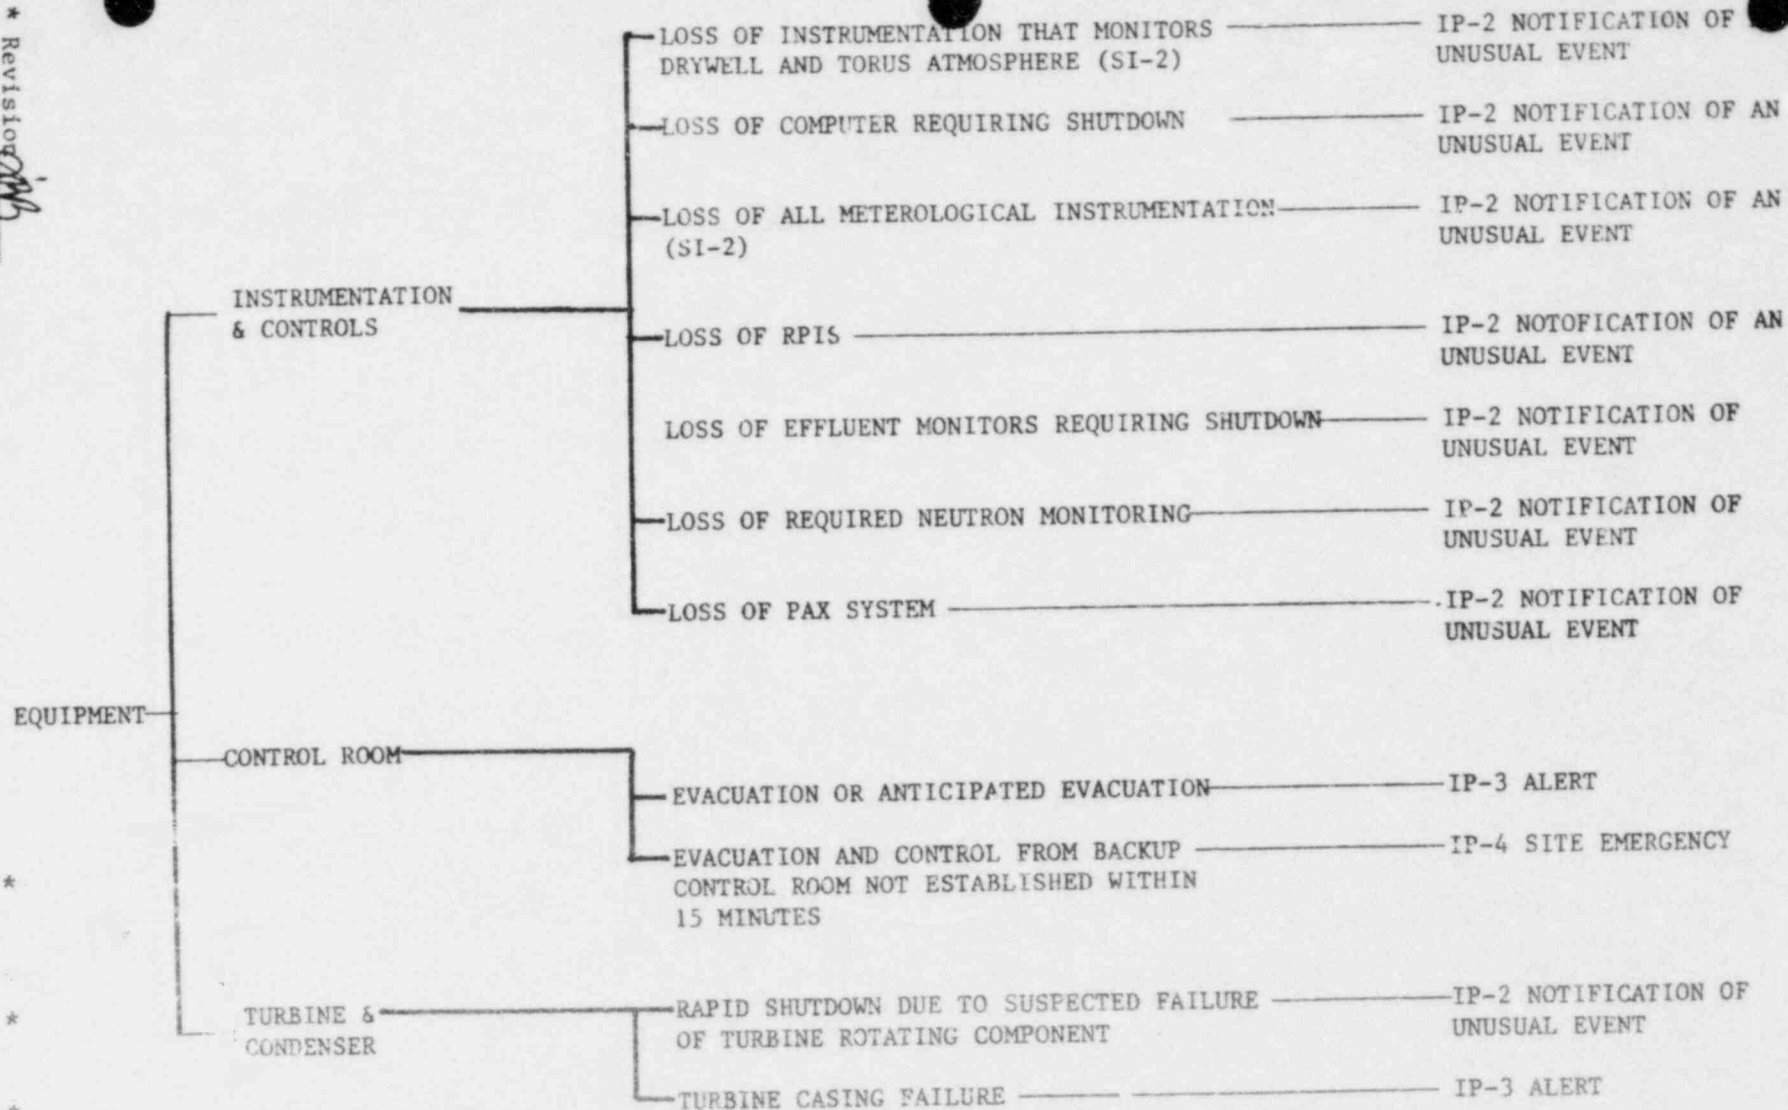 * Revision
LOSS OF INSTRUMENTATION THAT MONITORS
DRYWELL AND TORUS ATMOSPHERE (SI-2)
IP-2 NOTIFICATION OF
UNUSUAL EVENT
LOSS OF COMPUTER REQUIRING SHUTDOWN
IP-2 NOTIFICATION OF AN
UNUSUAL EVENT
LOSS OF ALL METEROLOGICAL INSTRUMENTATION
(SI-2)
IP-2 NOTIFICATION OF AN
UNUSUAL EVENT
INSTRUMENTATION
& CONTROLS
LOSS OF RPIS
IP-2 NOTOFICATION OF AN
UNUSUAL EVENT
LOSS OF EFFLUENT MONITORS REQUIRING SHUTDOWN
IP-2 NOTIFICATION OF
UNUSUAL EVENT
LOSS OF REQUIRED NEUTRON MONITORING
IP-2 NOTIFICATION OF
UNUSUAL EVENT
LOSS OF PAX SYSTEM
IP-2 NOTIFICATION OF
UNUSUAL EVENT
EQUIPMENT
CONTROL ROOM
EVACUATION OR ANTICIPATED EVACUATION
IP-3 ALERT
EVACUATION AND CONTROL FROM BACKUP
CONTROL ROOM NOT ESTABLISHED WITHIN
15 MINUTES
IP-4 SITE EMERGENCY
*
*
TURBINE &
CONDENSER
RAPID SHUTDOWN DUE TO SUSPECTED FAILURE
OF TURBINE ROTATING COMPONENT
IP-2 NOTIFICATION OF
UNUSUAL EVENT
*
TURBINE CASING FAILURE
IP-3 ALERT